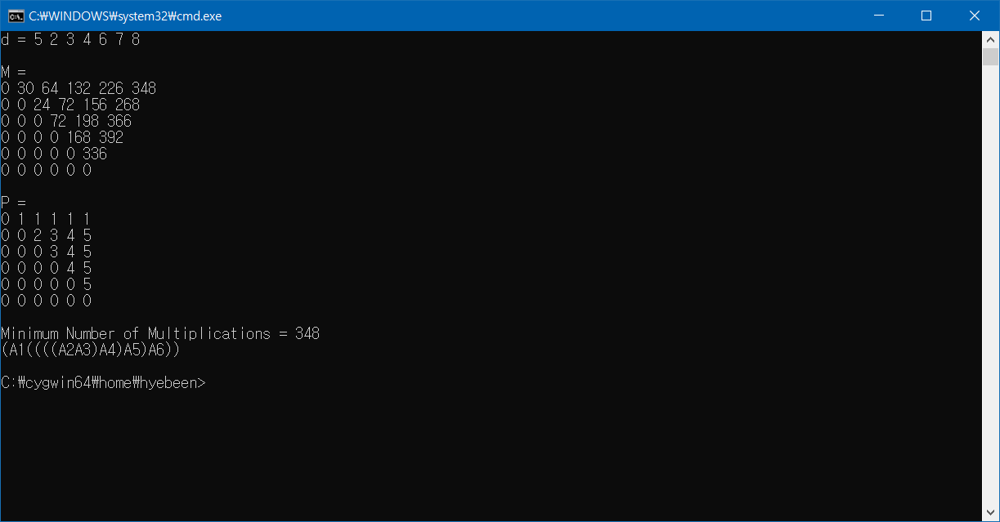 C:₩WINDOWS₩system32₩cmd.exe
d = 5 2 3 4 6 7 8
M =
0 30 64 132 226 348
0 0 24 72 156 268
0 0 0 72 198 366
0 0 0 0 168 392
0 0 0 0 0 336
0 0 0 0 0 0
P =
0 1 1 1 1 1
0 0 2 3 4 5
0 0 0 3 4 5
0 0 0 0 4 5
0 0 0 0 0 5
0 0 0 0 0 0
Minimum Number of Multiplications = 348
(A1((((A2A3)A4)A5)A6))
C:₩cygwin64₩home₩hyebeen>